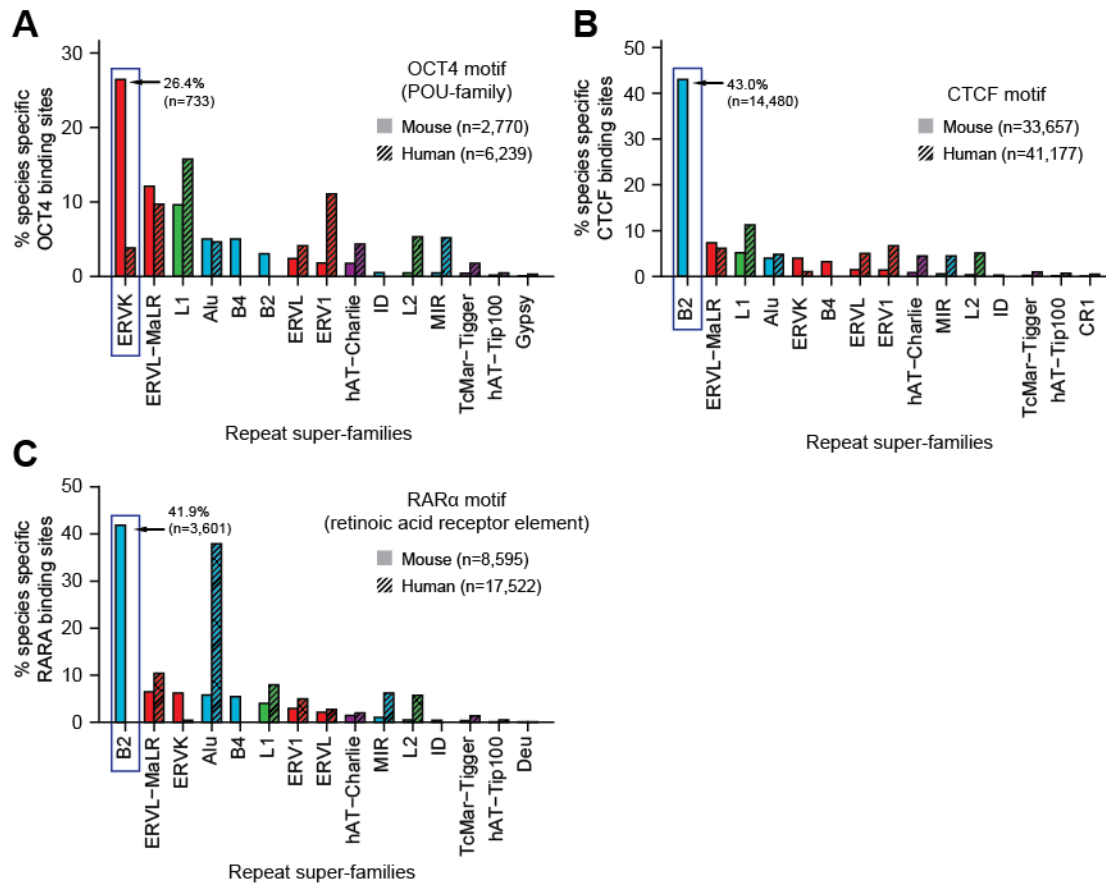 A
% species specific
OCT4 binding sites
30
20
10
0
26.4%
(n=733)
OCT4 motif
(POU-family)
Mouse (n=2,770)
Human (n=6,239)
ERVK
ERVL−MaLR
L1
Alu
B4
B2
ERVL
ERV1
hAT−Charlie
ID
L2
MIR
TcMar−Tigger
hAT−Tip100
Gypsy
Repeat super-families
B
% species specific
CTCF binding sites
50
40
30
20
10
0
43.0%
(n=14,480)
CTCF motif
Mouse (n=33,657)
Human (n=41,177)
B2
ERVL−MaLR
L1
Alu
ERVK
B4
ERVL
ERV1
hAT−Charlie
MIR
L2
ID
TcMar−Tigger
hAT−Tip100
CR1
Repeat super-families
C
% species specific
RARA binding sites
50
40
30
20
10
0
41.9%
(n=3,601)
RARα motif
(retinoic acid receptor element)
Mouse (n=8,595)
Human (n=17,522)
B2
ERVL−MaLR
ERVK
Alu
B4
L1
ERV1
ERVL
hAT−Charlie
MIR
L2
ID
TcMar−Tigger
hAT−Tip100
Deu
Repeat super-families